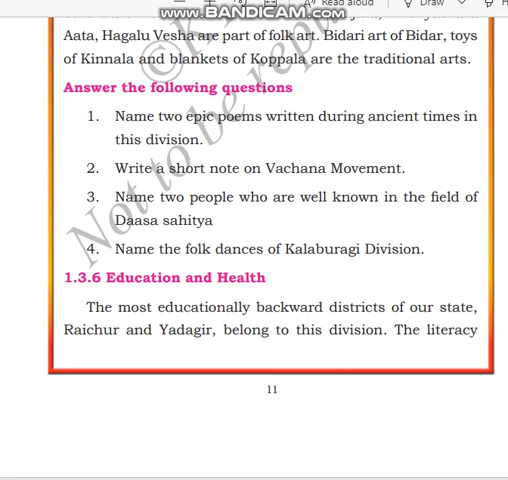 Read aloud
Draw
www.BANDICAM.com
Aata, Hagalu Vesha are part of folk art. Bidari art of Bidar, toys
of Kinnala and blankets of Koppala are the traditional arts.
Answer the following questions
1. Name two epic poems written during ancient times in
this division.
2. Write a short note on Vachana Movement.
3. Name two people who are well known in the field of
Daasa sahitya
4. Name the folk dances of Kalaburagi Division.
1.3.6 Education and Health
The most educationally backward districts of our state,
Raichur and Yadagir, belong to this division. The literacy
11
Not to be repu